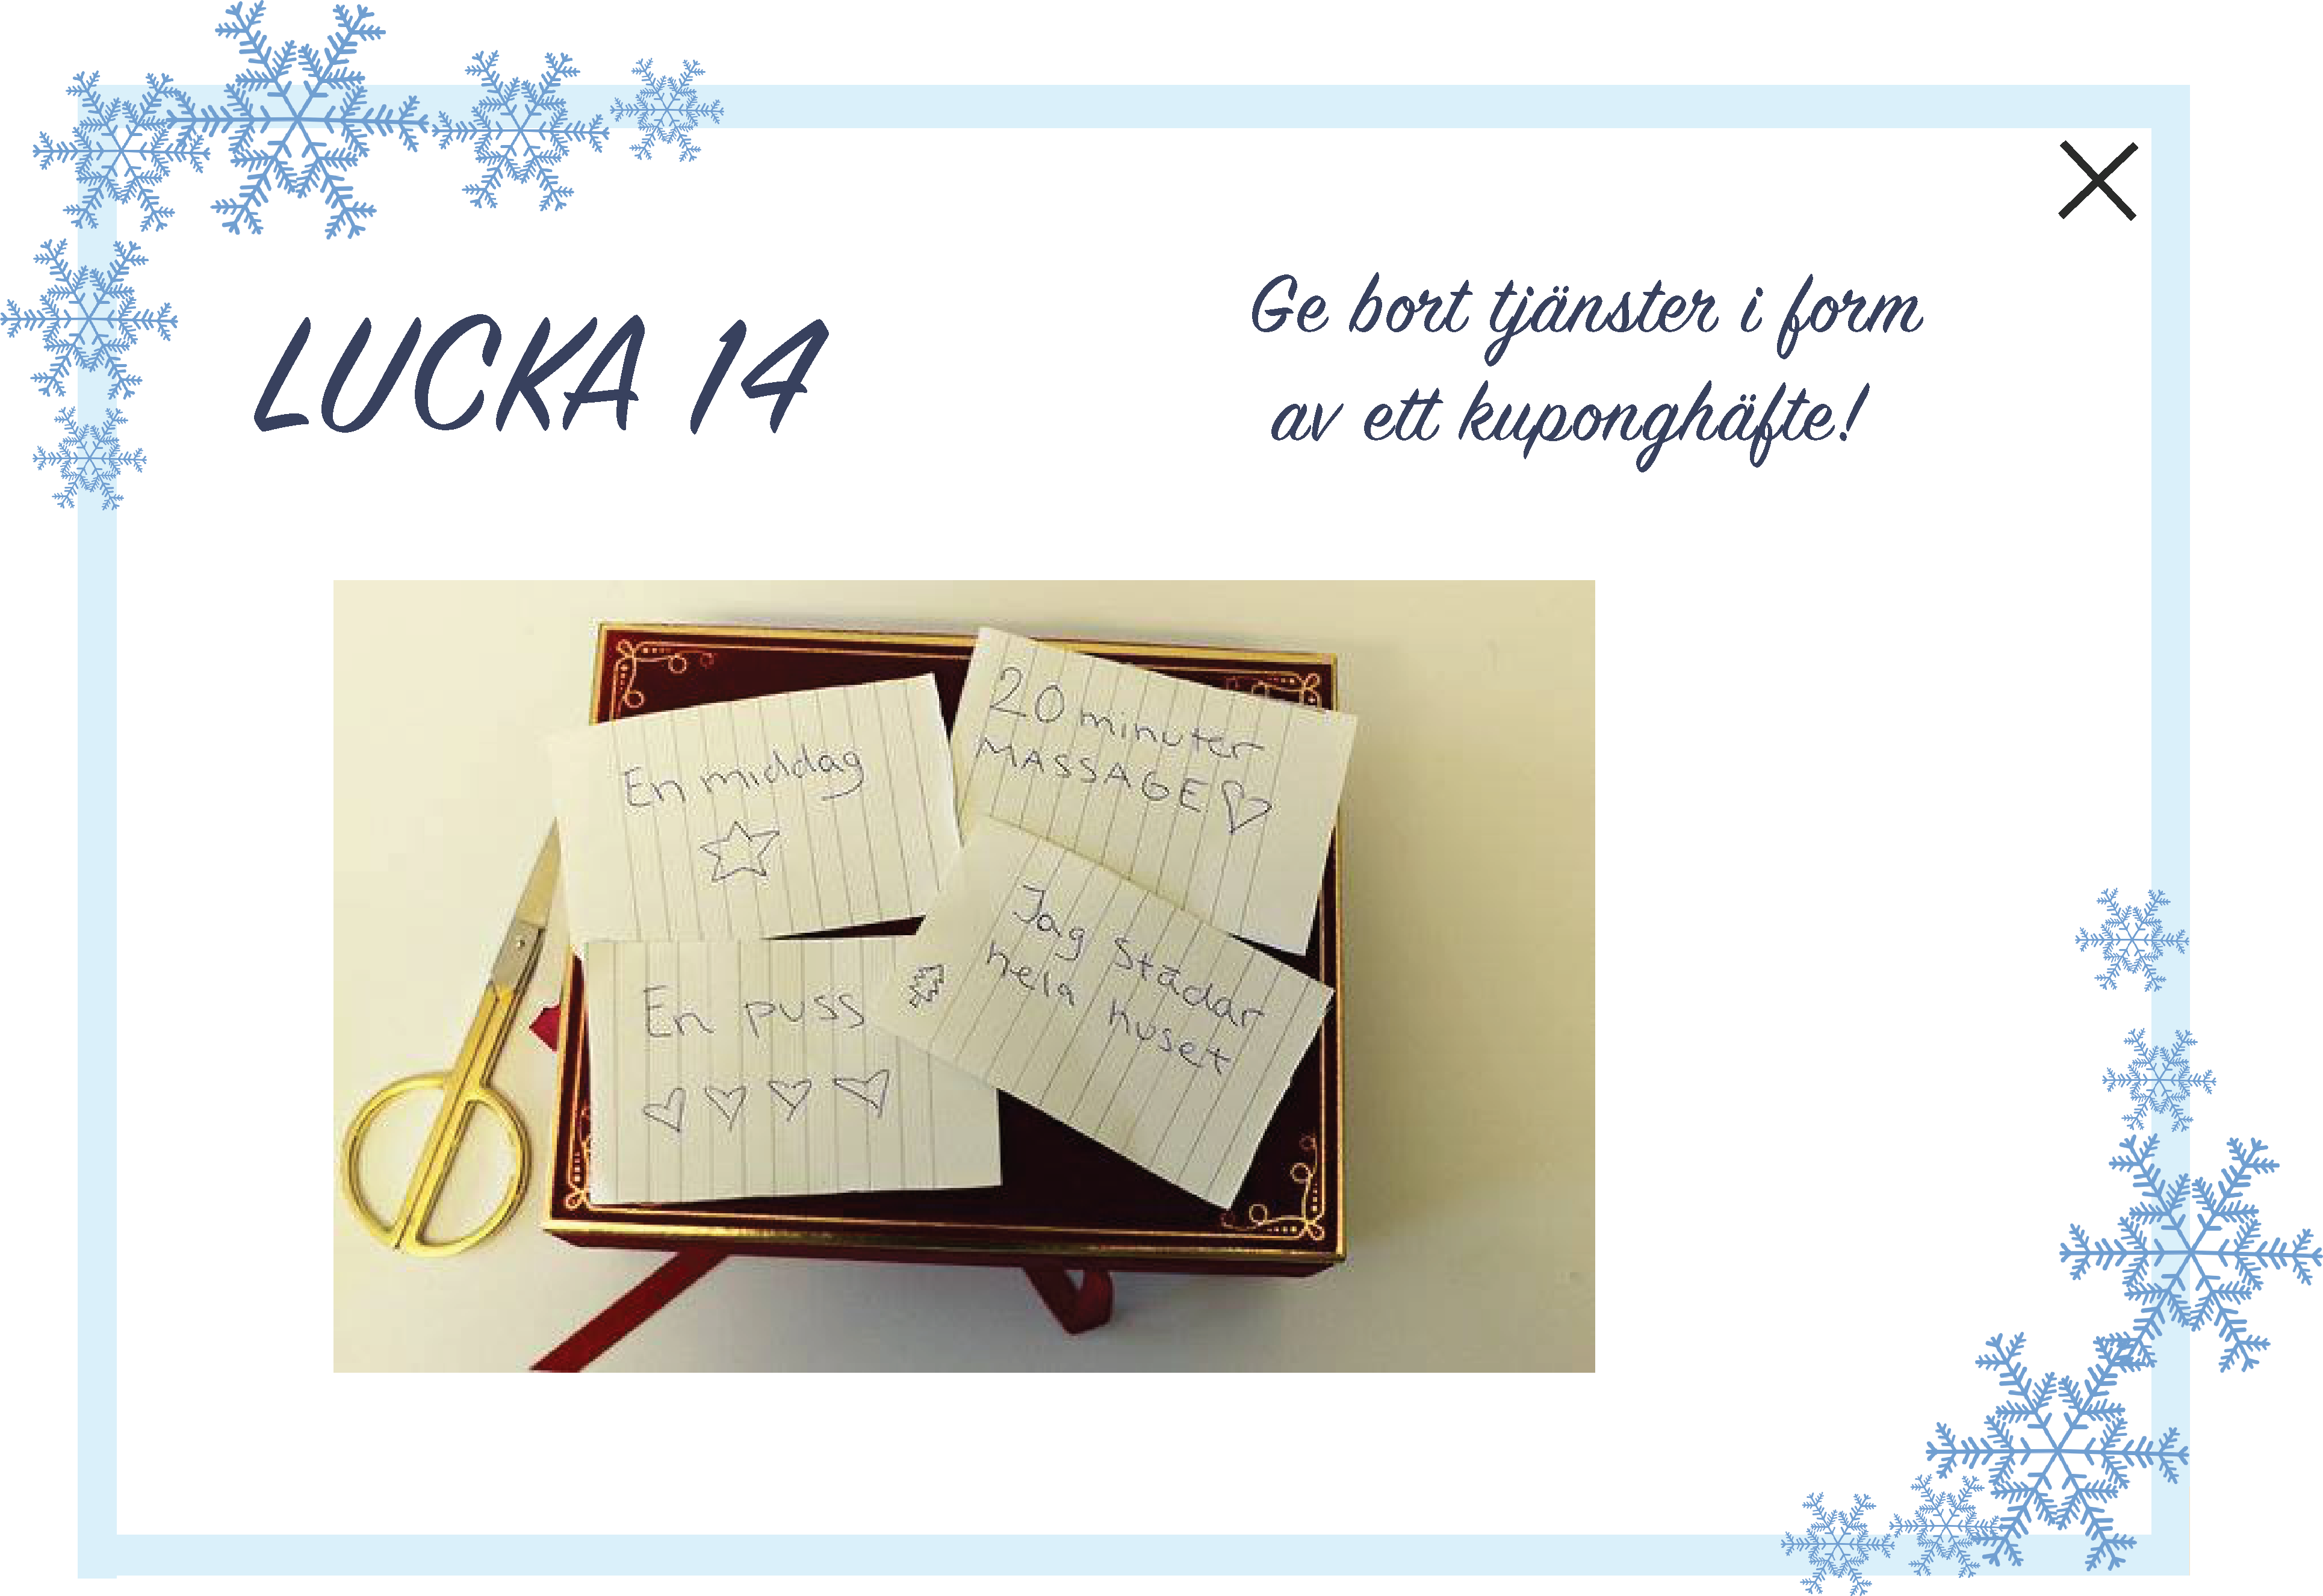 LUCKA 14
Ge bort tjänster i form
av ett kuponghäfte!
En middag
20 minuter
MASSAGE
En puss
Jag städar
hela huset